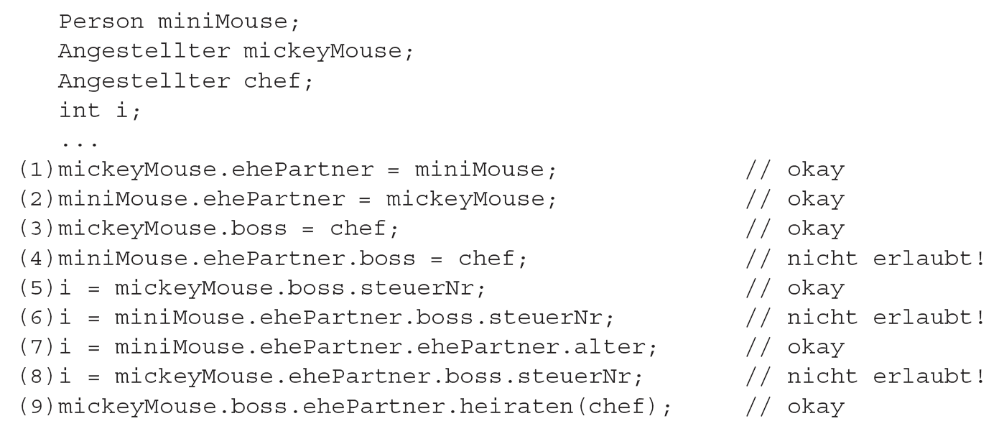 Person miniMouse;
Angestellter mickeyMouse;
Angestellter chef;
int i;
...
(1)mickeyMouse.ehePartner = miniMouse; // okay
(2)miniMouse.ehePartner = mickeyMouse; // okay
(3)mickeyMouse.boss = chef; // okay
(4)miniMouse.ehePartner.boss = chef; // nicht erlaubt!
(5)i = mickeyMouse.boss.steuerNr; // okay
(6)i = miniMouse.ehePartner.boss.steuerNr; // nicht erlaubt!
(7)i = miniMouse.ehePartner.ehePartner.alter; // okay
(8)i = mickeyMouse.ehePartner.boss.steuerNr; // nicht erlaubt!
(9)mickeyMouse.boss.ehePartner.heiraten(chef); // okay